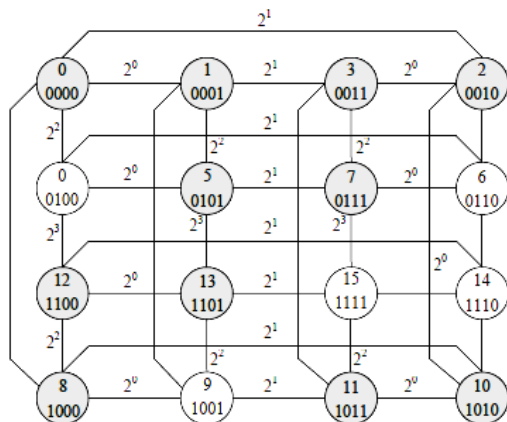 2¹
0 2⁰ 1 2¹ 3 2⁰ 2
0000 0001 0011 0010
2² 2¹
2² 2²
0 2⁰ 5 2¹ 7 2⁰ 6
0100 0101 0111 0110
2³ 2³ 2³
2¹ 2⁰
12 2⁰ 13 2¹ 15 14
1100 1101 1111 1110
2² 2¹
2² 2²
8 2⁰ 9 2¹ 11 2⁰ 10
1000 1001 1011 1010